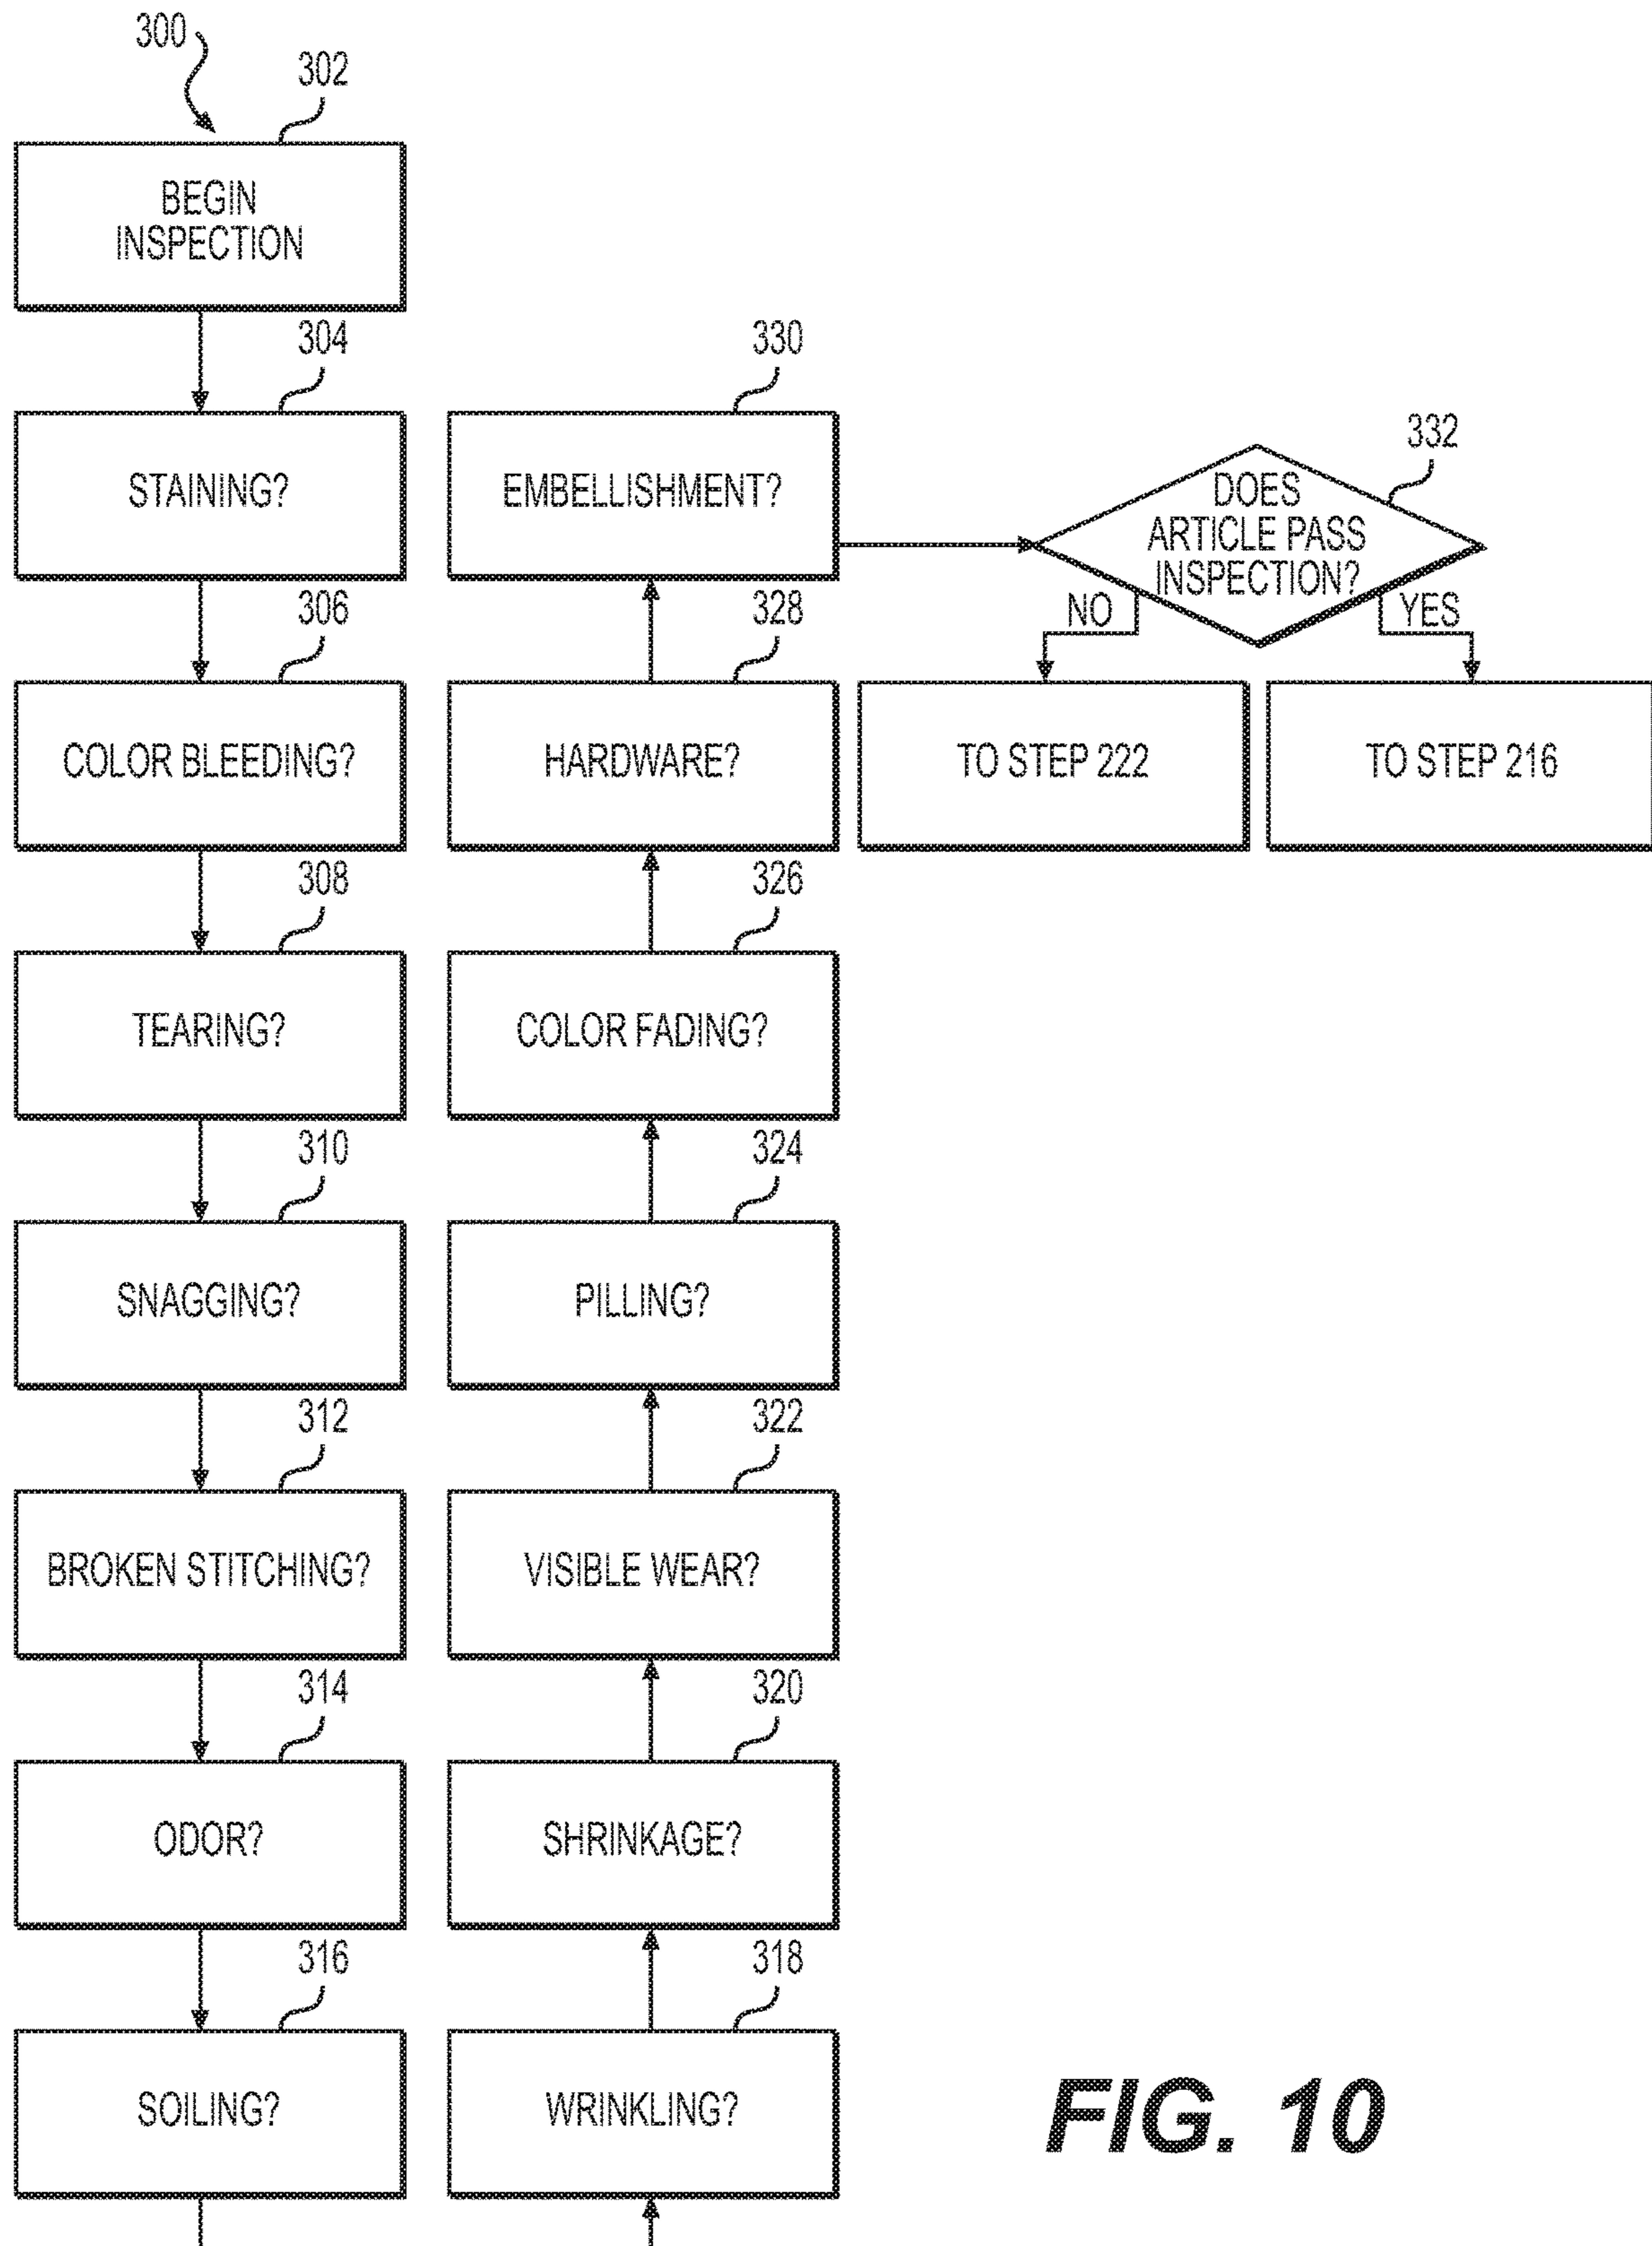 300
302
BEGIN
INSPECTION
304
STAINING?
306
COLOR BLEEDING?
308
TEARING?
310
SNAGGING?
312
BROKEN STITCHING?
314
ODOR?
316
SOILING?
318
WRINKLING?
320
SHRINKAGE?
322
VISIBLE WEAR?
324
PILLING?
326
COLOR FADING?
328
HARDWARE?
330
EMBELLISHMENT?
332
DOES
ARTICLE PASS
INSPECTION?
NO
YES
TO STEP 222
TO STEP 216
FIG. 10